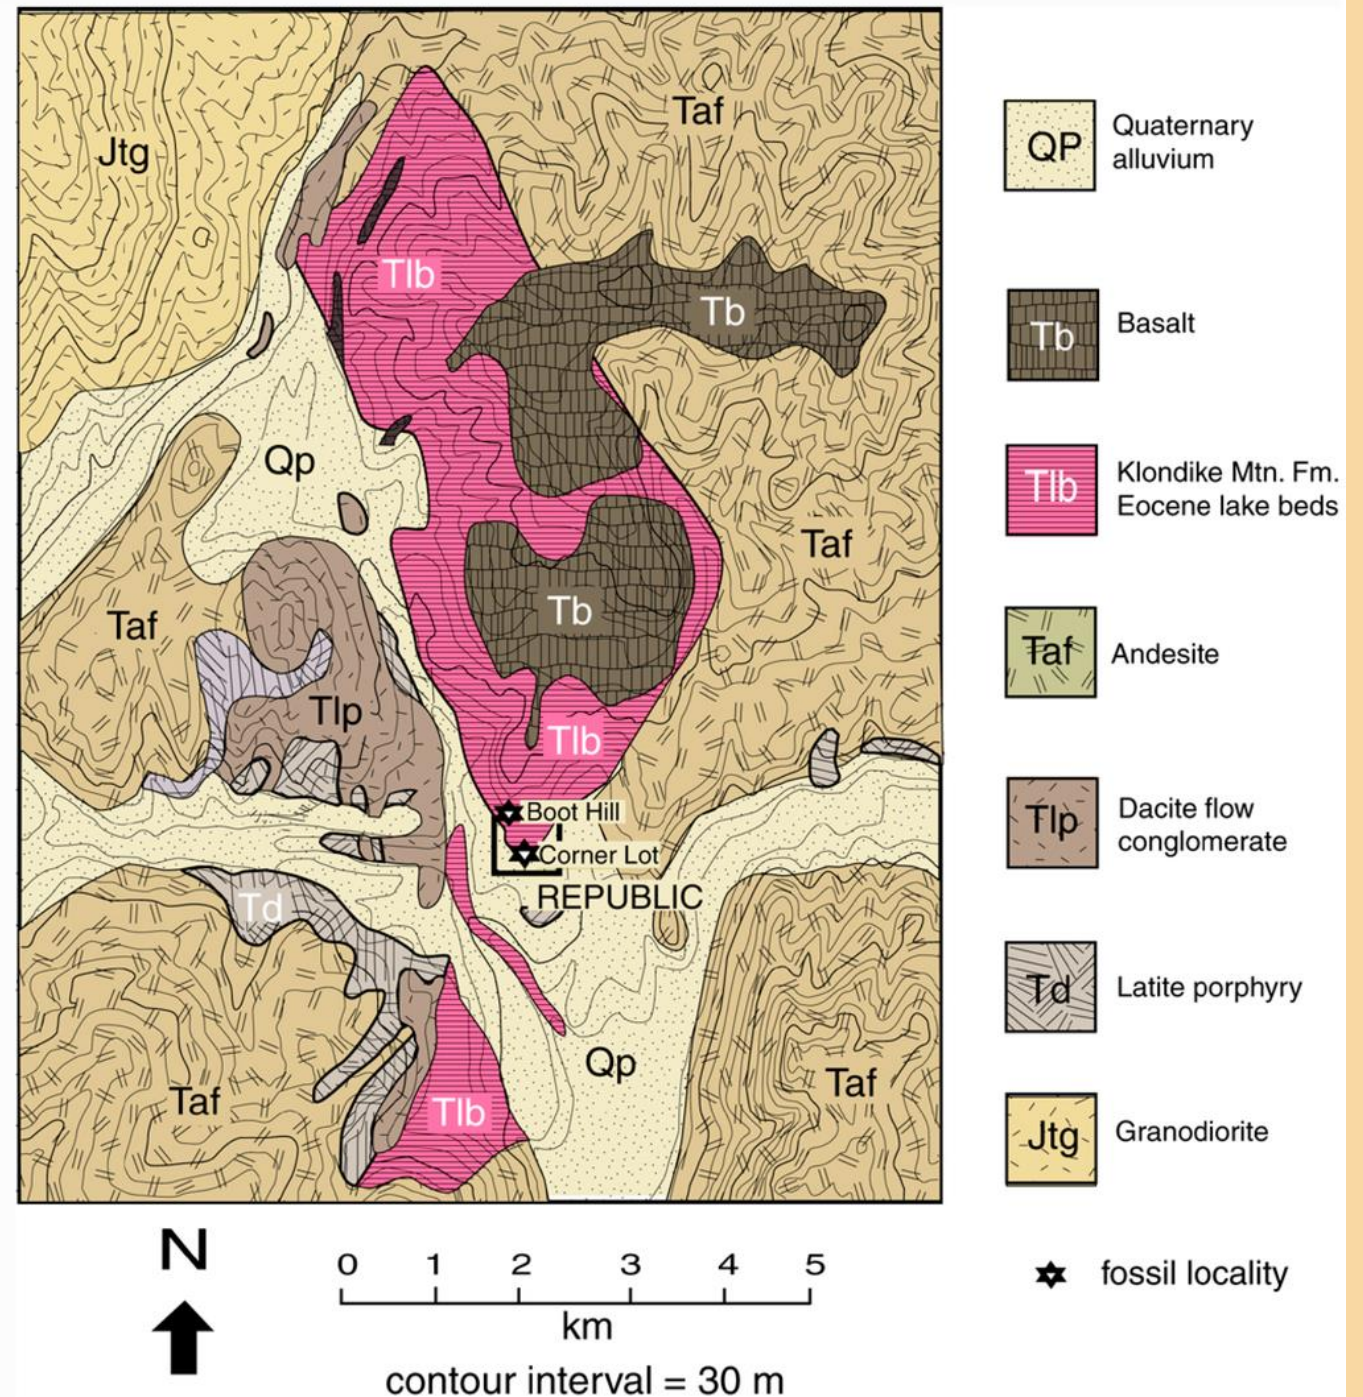 Jtg
Taf
Tlb
Tb
Qp
Taf
Taf
Tb
Tlp
Tlb
Boot Hill
Corner Lot
REPUBLIC
Td
Qp
Taf
Taf
Tlb
QP
Quaternary
alluvium
Tb
Basalt
Tlb
Klondike Mtn. Fm.
Eocene lake beds
Taf
Andesite
Tlp
Dacite flow
conglomerate
Td
Latite porphyry
Jtg
Granodiorite
fossil locality
N
0 1 2 3 4 5
km
contour interval = 30 m